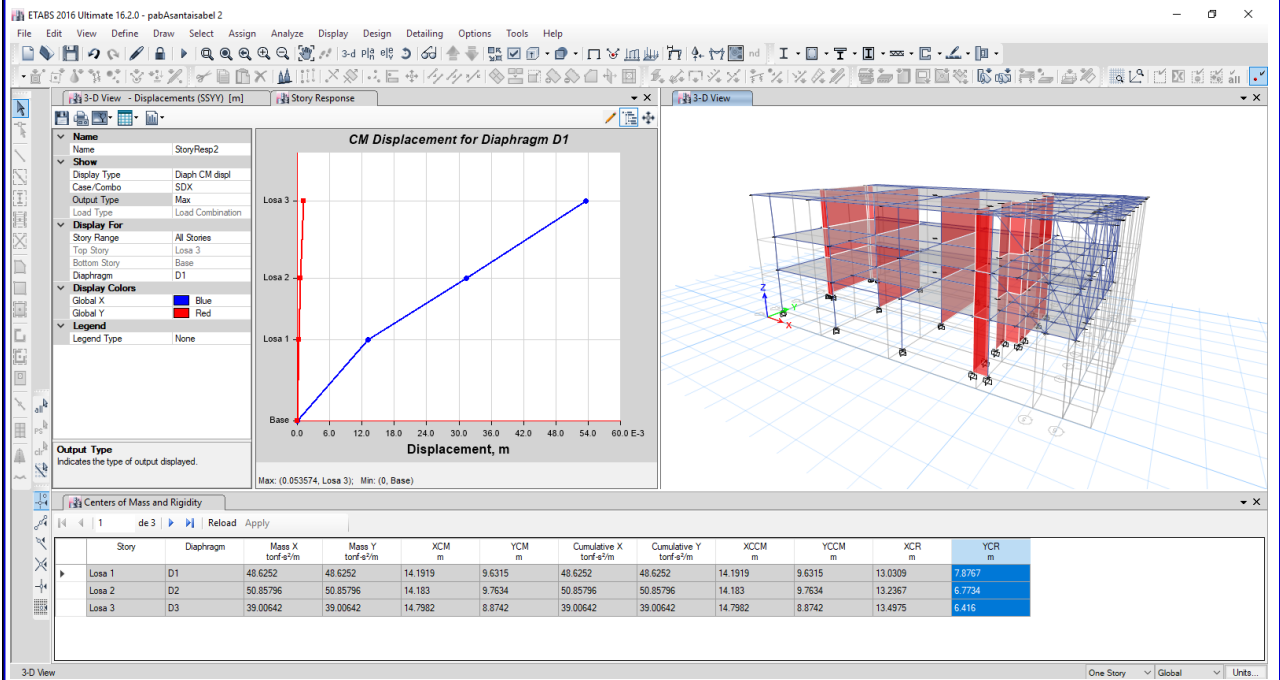 ETABS 2016 Ultimate 16.2.0 - pabAsantaisabel 2
File Edit View Define Draw Select Assign Analyze Display Design Detailing Options Tools Help
3-d nd
3-D View - Displacements (SSYY) [m] Story Response
Name
Name StoryResp2
Show
Display Type Diaph CM displ
Case/Combo SDX
Output Type Max
Load Type Load Combination
Display For
Story Range All Stories
Top Story Losa 3
Bottom Story Base
Diaphragm D1
Display Colors
Global X Blue
Global Y Red
Legend
Legend Type None
Output Type
Indicates the type of output displayed.
CM Displacement for Diaphragm D1
Losa 3
Losa 2
Losa 1
Base
0.0 6.0 12.0 18.0 24.0 30.0 36.0 42.0 48.0 54.0 60.0 E-3
Displacement, m
Max: (0.053574, Losa 3); Min: (0, Base)
3-D View
Z
Y
X
all
PS
clr
Centers of Mass and Rigidity
1 de 3 Reload Apply
Story Diaphragm Mass X Mass Y XCM YCM Cumulative X Cumulative Y XCCM YCCM XCR YCR
tonf-s²/m tonf-s²/m m m tonf-s²/m tonf-s²/m m m m m
Losa 1 D1 48.6252 48.6252 14.1919 9.6315 48.6252 48.6252 14.1919 9.6315 13.0309 7.8767
Losa 2 D2 50.85796 50.85796 14.183 9.7634 50.85796 50.85796 14.183 9.7634 13.2367 6.7734
Losa 3 D3 39.00642 39.00642 14.7982 8.8742 39.00642 39.00642 14.7982 8.8742 13.4975 6.416
3-D View One Story Global Units...